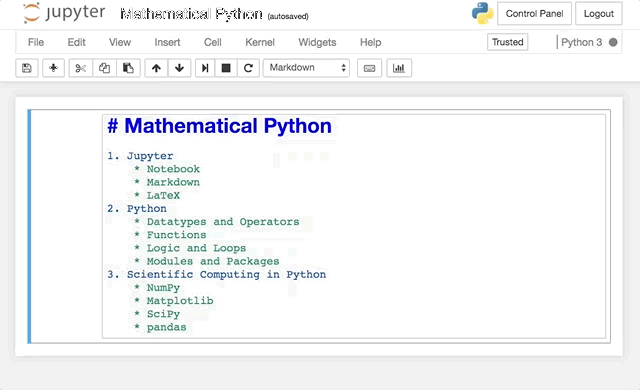 jupyter Mathematical Python (autosaved) Control Panel Logout
File Edit View Insert Cell Kernel Widgets Help Trusted Python 3
Markdown
# Mathematical Python
1. Jupyter
* Notebook
* Markdown
* LaTeX
2. Python
* Datatypes and Operators
* Functions
* Logic and Loops
* Modules and Packages
3. Scientific Computing in Python
* NumPy
* Matplotlib
* SciPy
* pandas